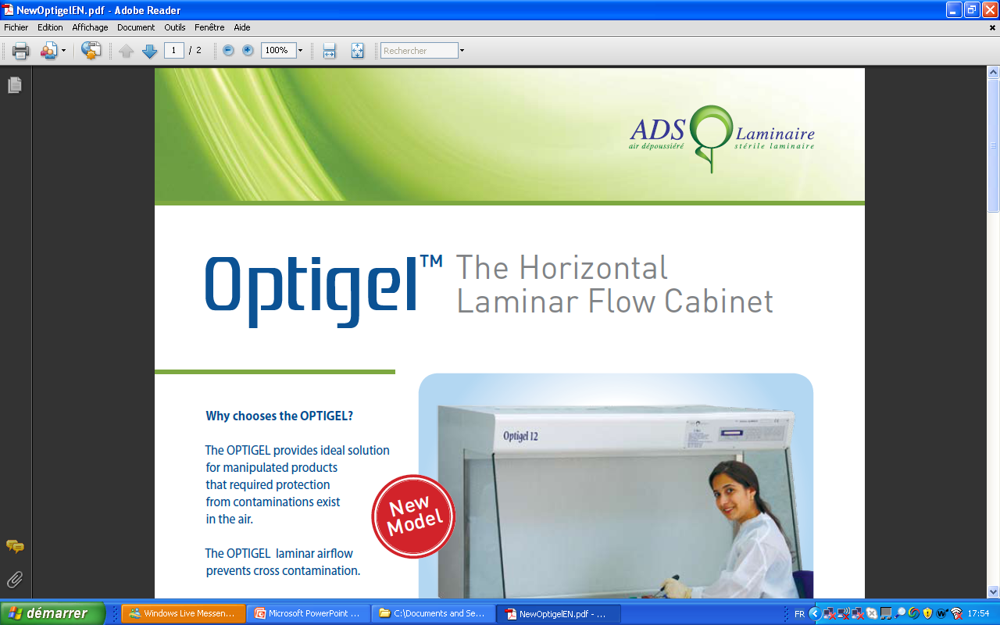 NewOptigelEN.pdf - Adobe Reader
Fichier Edition Affichage Document Outils Fenêtre Aide
1 / 2 100% Rechercher
ADS Laminaire
air dépoussiéré stérile laminaire
Optigel™ The Horizontal
Laminar Flow Cabinet
Why chooses the OPTIGEL?
The OPTIGEL provides ideal solution
for manipulated products
that required protection
from contaminations exist
in the air.
The OPTIGEL laminar airflow
prevents cross contamination.
New
Model
Optigel 12
démarrer Windows Live Messen... Microsoft PowerPoint ... C:\Documents and Se... NewOptigelEN.pdf - ... FR 17:54